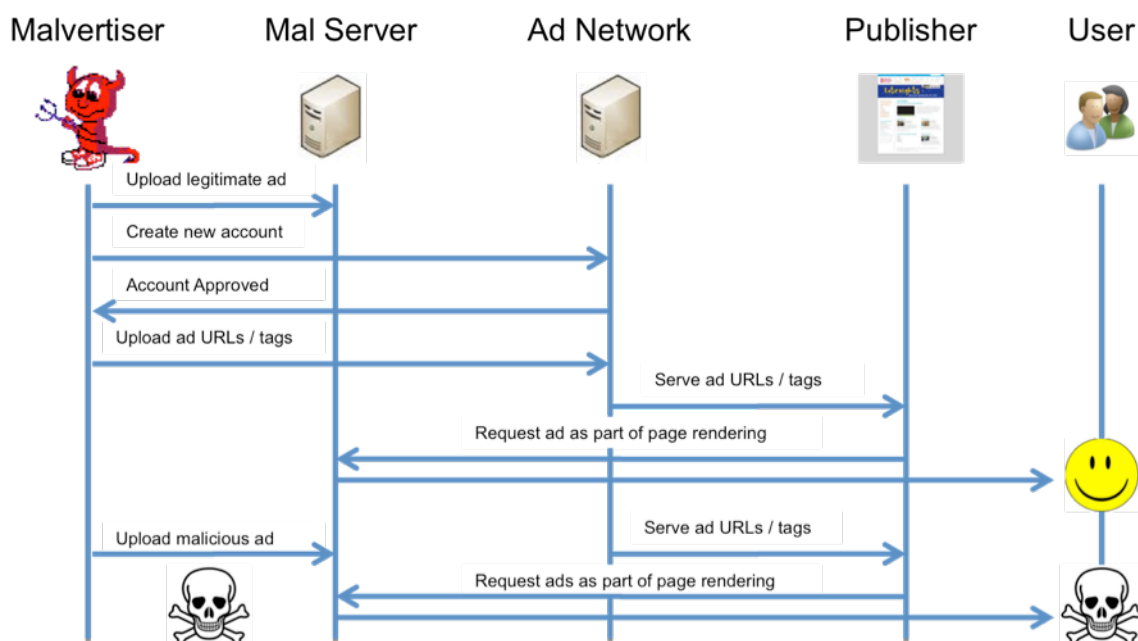 Malvertiser
Mal Server
Ad Network
Publisher
User
Upload legitimate ad
Create new account
Account Approved
Upload ad URLs / tags
Serve ad URLs / tags
Request ad as part of page rendering
Upload malicious ad
Serve ad URLs / tags
Request ads as part of page rendering